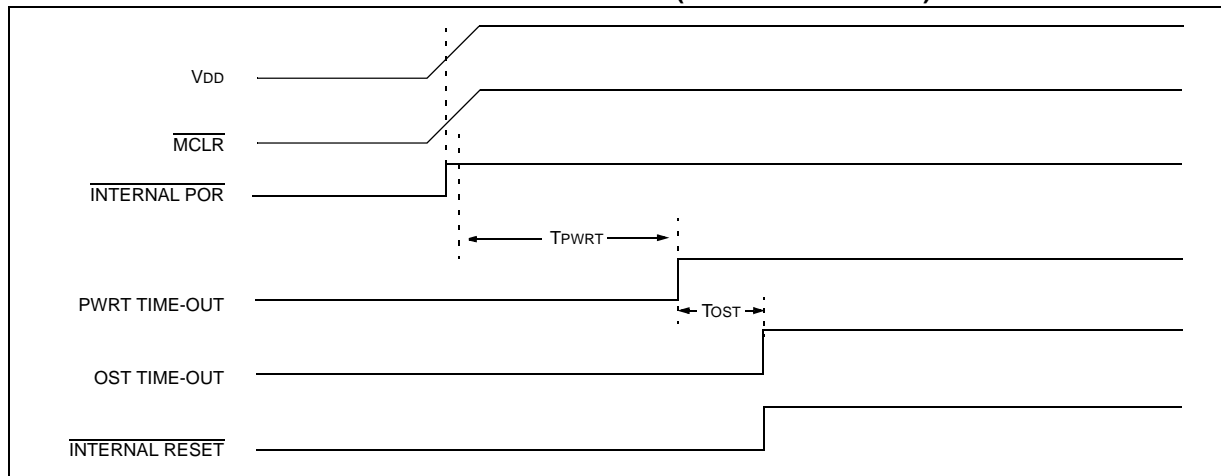 VDD
MCLR
INTERNAL POR
TPWRT
PWRT TIME-OUT
TOST
OST TIME-OUT
INTERNAL RESET